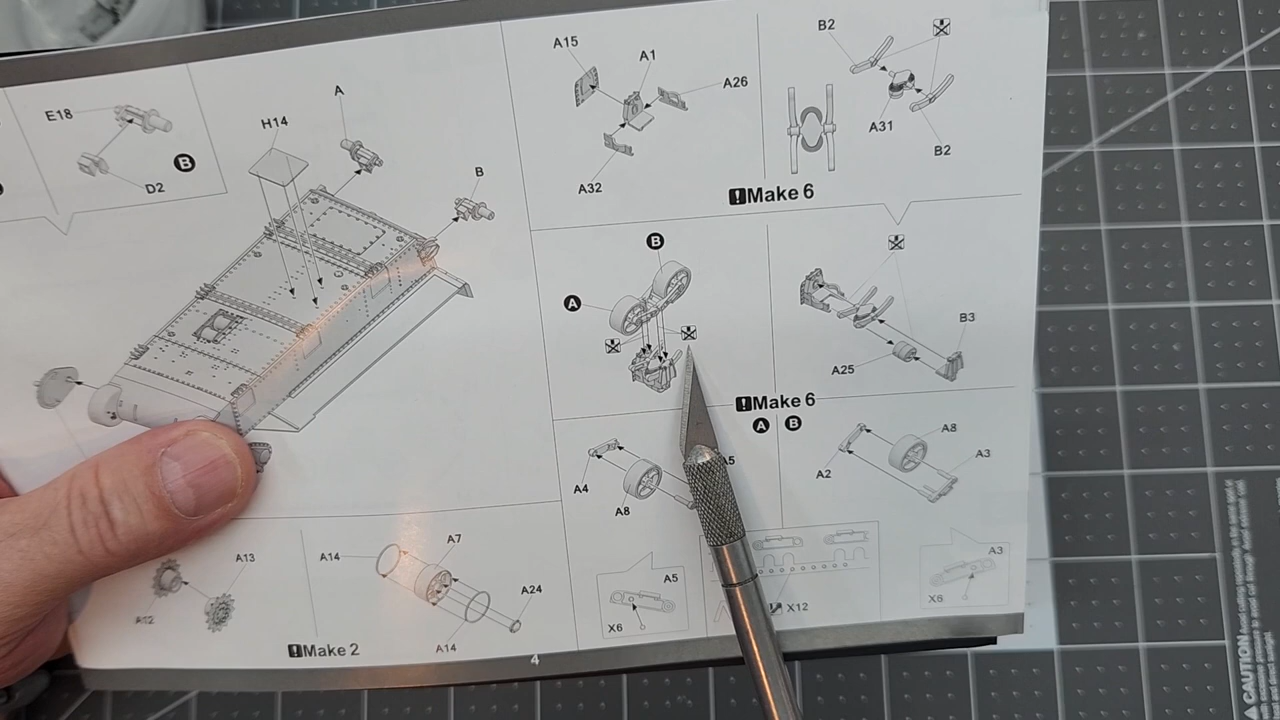 E18
B
D2
H14
A
B
A15
A1
A26
A32
B2
A31
B2
!Make 6
B
A
B3
A25
!Make 6
A B
A4
A8
A2
A8
A3
A13
A12
A14
A7
A24
A14
!Make 2
A5
X6
X12
A3
X6
4
CAUTION!